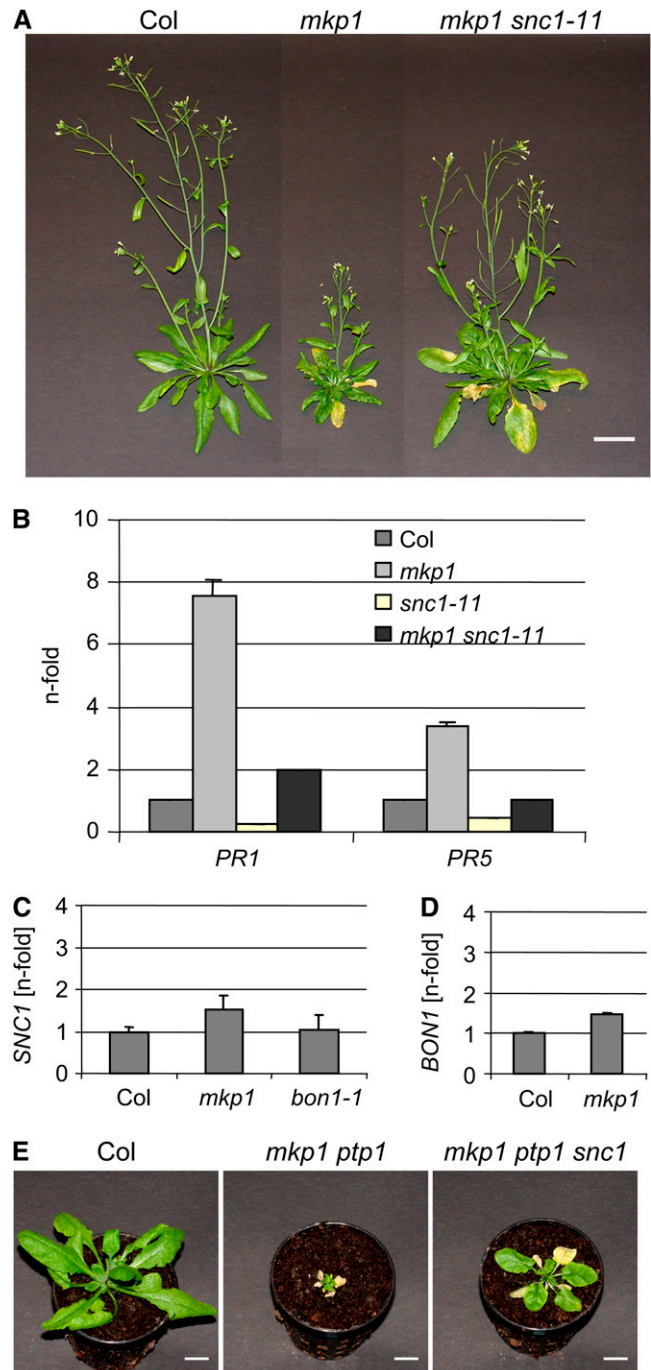 A
Col mkp1 mkp1 snc1-11
B
10
8
6
4
2
0
n-fold
Col
mkp1
snc1-11
mkp1 snc1-11
PR1 PR5
C
4
3
2
1
0
SNC1 [n-fold]
Col mkp1 bon1-1
D
4
3
2
1
0
BON1 [n-fold]
Col mkp1
E
Col mkp1 ptp1 mkp1 ptp1 snc1